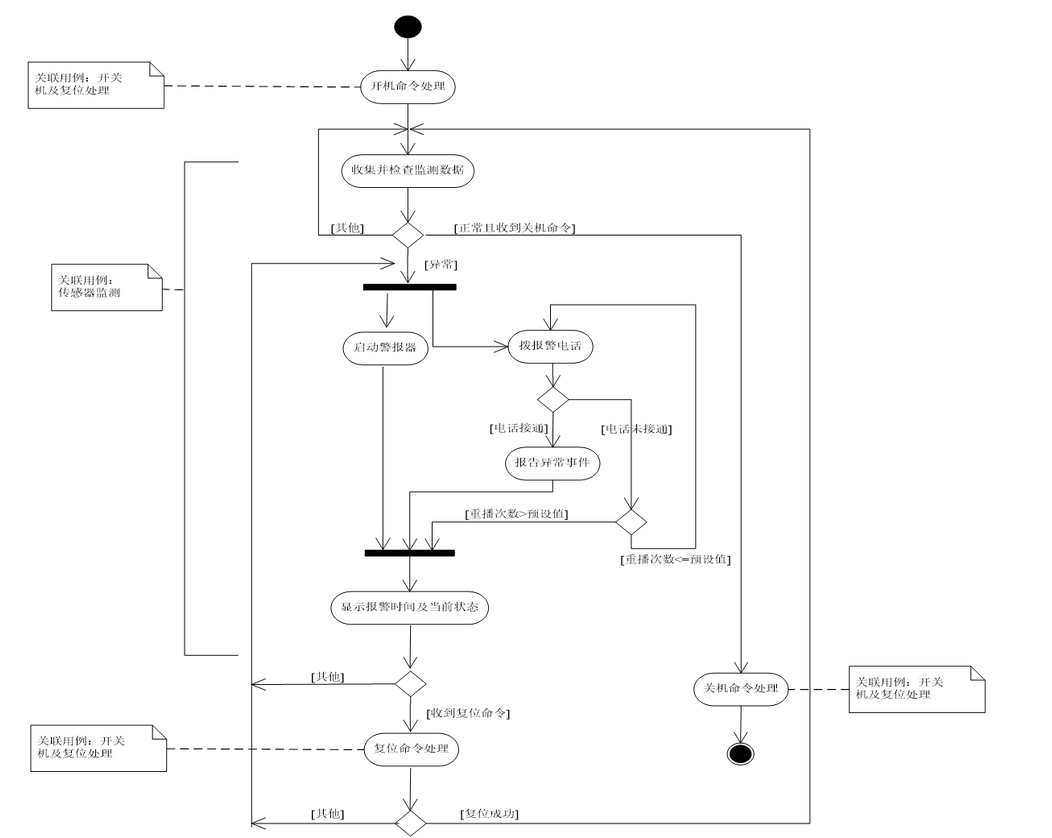 关联用例：开关
机及复位处理
开机命令处理
收集并检查监测数据
[其他]
[正常且收到关机命令]
[异常]
关联用例：
传感器监测
启动警报器
拨报警电话
[电话接通]
[电话未接通]
报告异常事件
[重播次数>预设值]
[重播次数<=预设值]
显示报警时间及当前状态
[其他]
关机命令处理
关联用例：开关
机及复位处理
[收到复位命令]
关联用例：开关
机及复位处理
复位命令处理
[其他]
[复位成功]